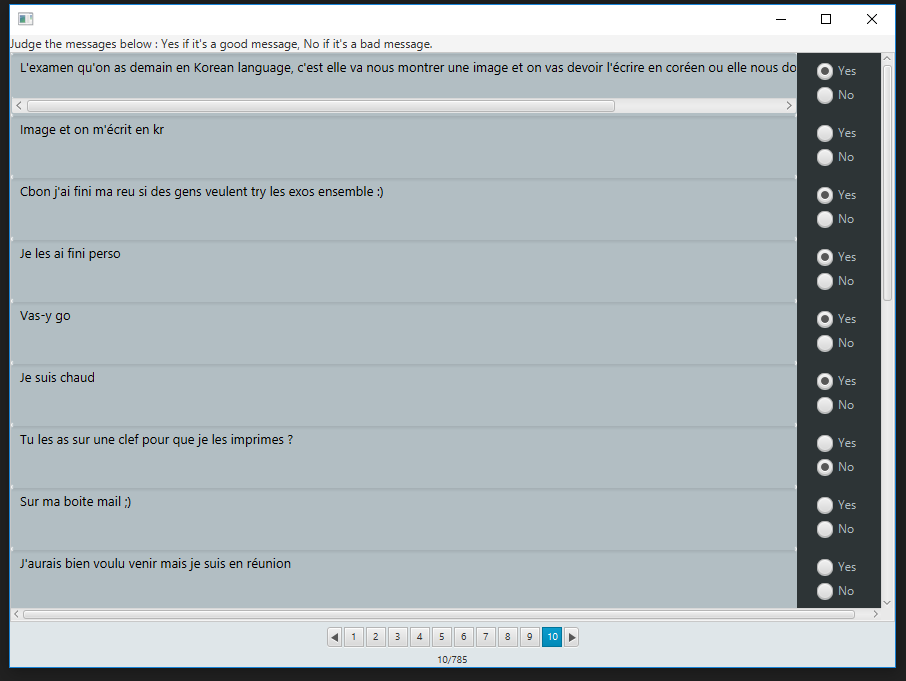 Judge the messages below : Yes if it's a good message, No if it's a bad message.
L'examen qu'on as demain en Korean language, c'est elle va nous montrer une image et on vas devoir l'écrire en coréen ou elle nous do
Yes
No
Image et on m'écrit en kr
Yes
No
Cbon j'ai fini ma reu si des gens veulent try les exos ensemble :)
Yes
No
Je les ai fini perso
Yes
No
Vas-y go
Yes
No
Je suis chaud
Yes
No
Tu les as sur une clef pour que je les imprimes ?
Yes
No
Sur ma boite mail ;)
Yes
No
J'aurais bien voulu venir mais je suis en réunion
Yes
No
1 2 3 4 5 6 7 8 9 10
10/785